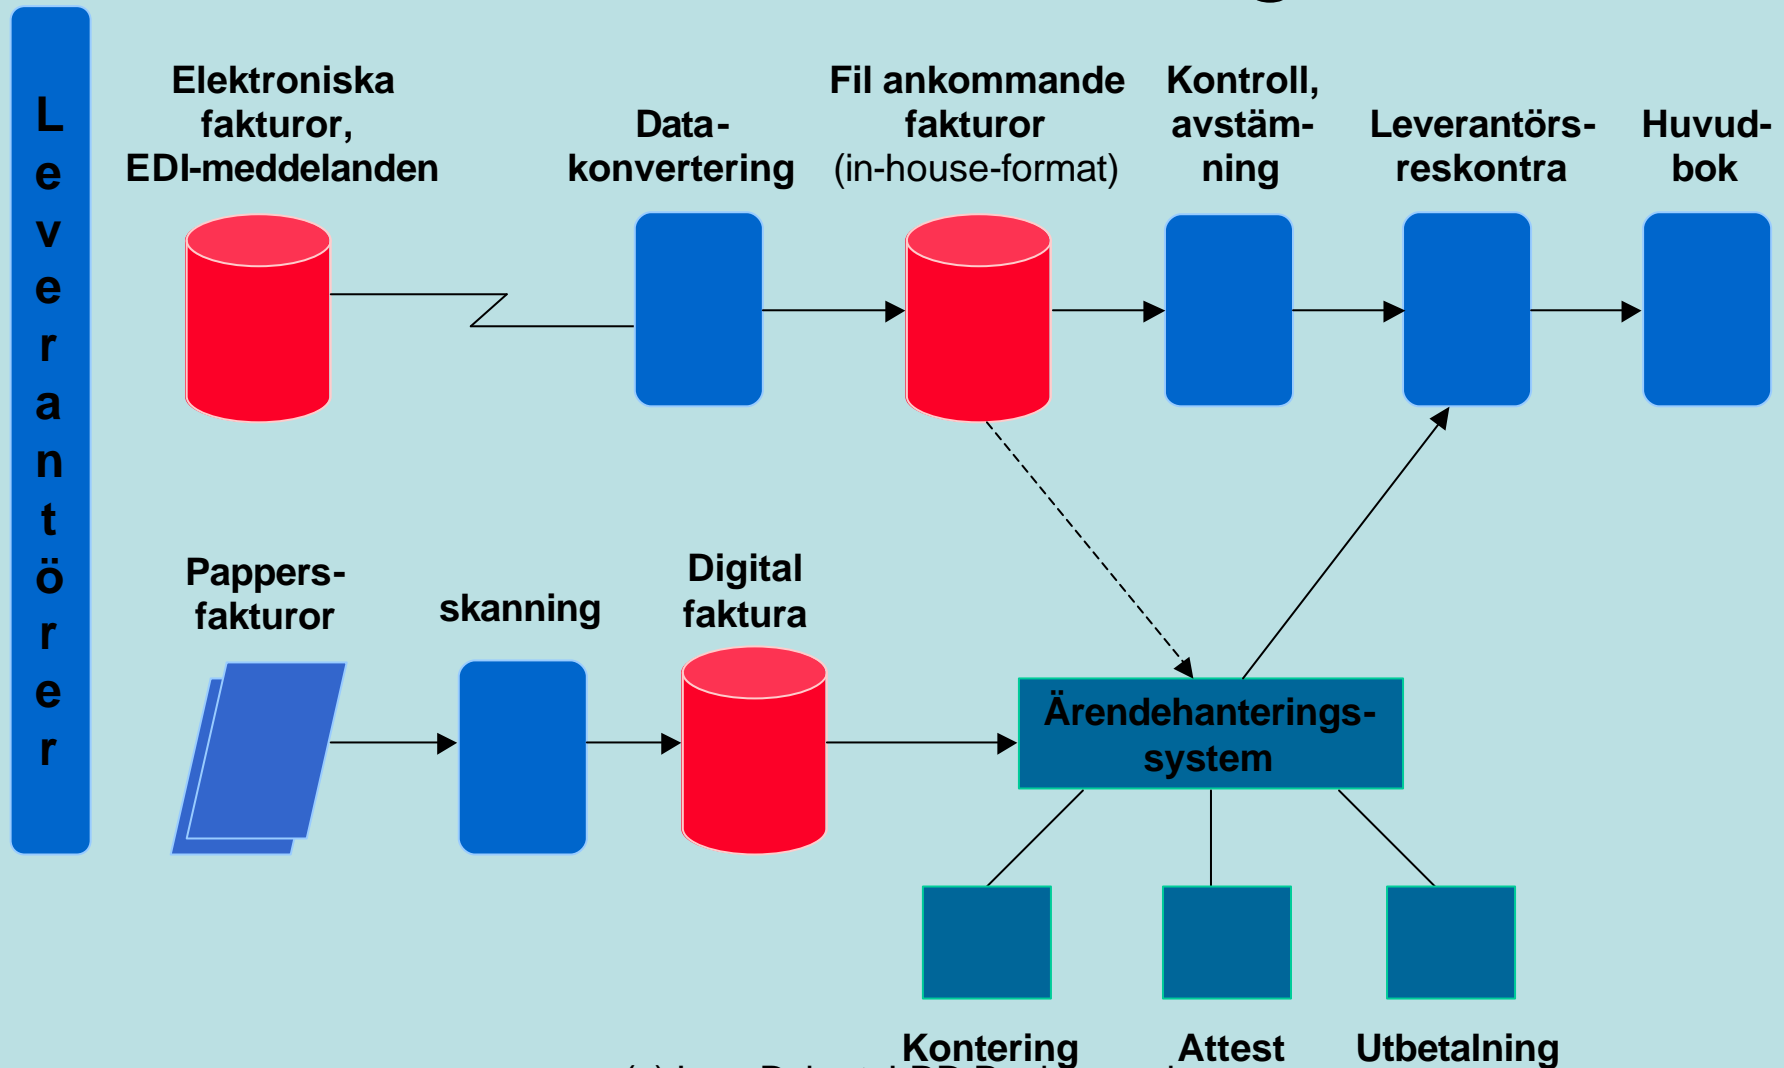 Leverantörer
Elektroniska
fakturor,
EDI-meddelanden
Data-
konvertering
Fil ankommande
fakturor
(in-house-format)
Kontroll,
avstäm-
ning
Leverantörs-
reskontra
Huvud-
bok
Pappers-
fakturor
skanning
Digital
faktura
Ärendehanterings-
system
Kontering
Attest
Utbetalning